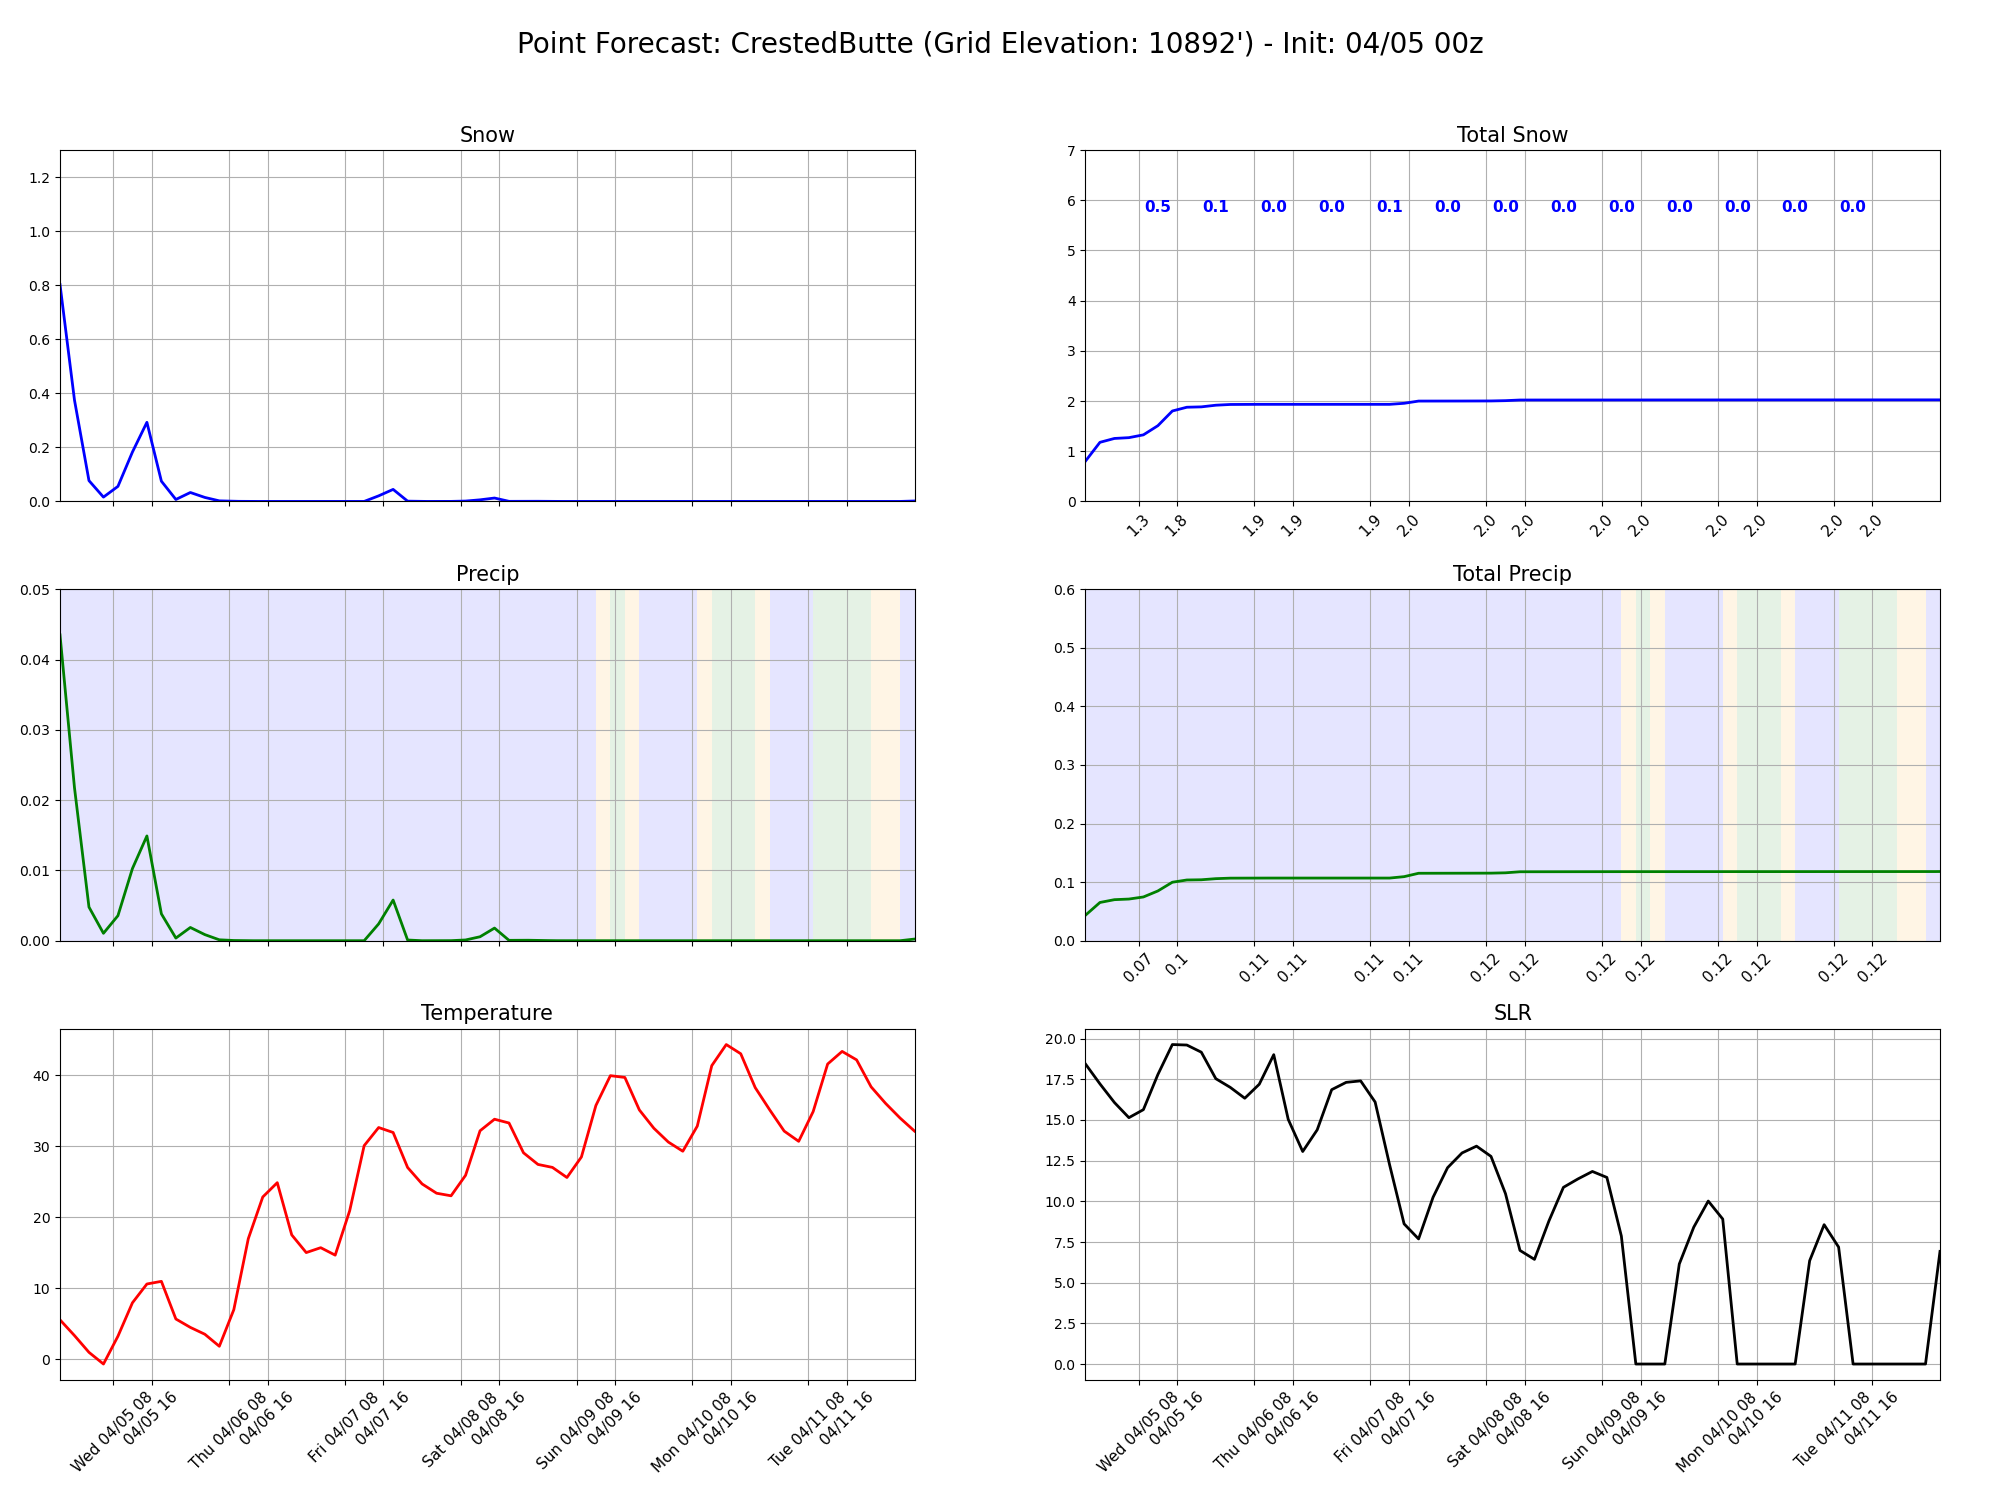 Point Forecast: CrestedButte (Grid Elevation: 10892') - Init: 04/05 00z
Snow
1.2
1.0
0.8
0.6
0.4
0.2
0.0
Total Snow
7
6
5
4
3
2
1
0
0.5 0.1 0.0 0.0 0.1 0.0 0.0 0.0 0.0 0.0 0.0 0.0 0.0
1.3 1.8 1.9 1.9 1.9 2.0 2.0 2.0 2.0 2.0 2.0 2.0 2.0 2.0
Precip
0.05
0.04
0.03
0.02
0.01
0.00
Total Precip
0.6
0.5
0.4
0.3
0.2
0.1
0.0
0.07 0.1 0.11 0.11 0.11 0.11 0.12 0.12 0.12 0.12 0.12 0.12 0.12 0.12
Temperature
40
30
20
10
0
Wed 04/05 08
04/05 16
Thu 04/06 08
04/06 16
Fri 04/07 08
04/07 16
Sat 04/08 08
04/08 16
Sun 04/09 08
04/09 16
Mon 04/10 08
04/10 16
Tue 04/11 08
04/11 16
SLR
20.0
17.5
15.0
12.5
10.0
7.5
5.0
2.5
0.0
Wed 04/05 08
04/05 16
Thu 04/06 08
04/06 16
Fri 04/07 08
04/07 16
Sat 04/08 08
04/08 16
Sun 04/09 08
04/09 16
Mon 04/10 08
04/10 16
Tue 04/11 08
04/11 16